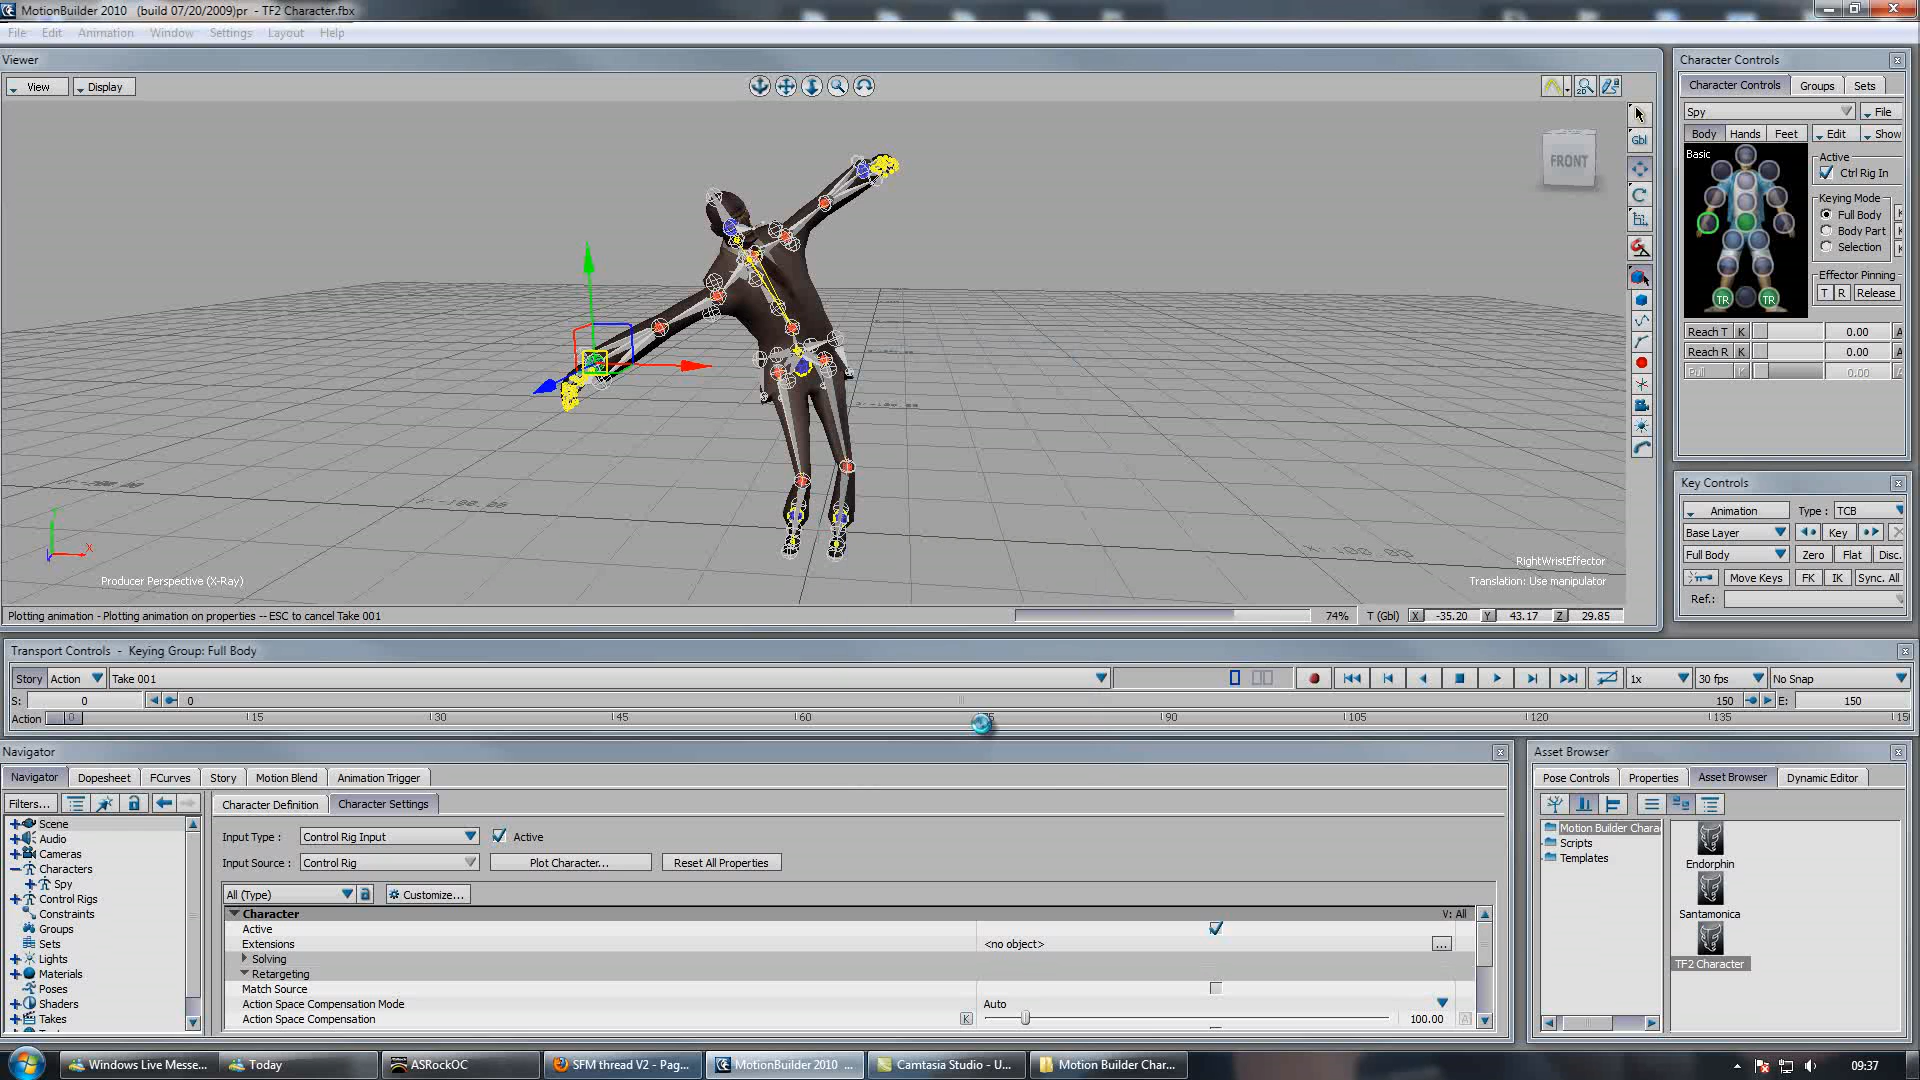 MotionBuilder 2010 (build 07/20/2009)pr - TF2 Character.fbx
File Edit Animation Window Settings Layout Help
Viewer
View Display
FRONT
Producer Perspective (X-Ray)
RightWristEffector
Translation: Use manipulator
Plotting animation - Plotting animation on properties -- ESC to cancel Take 001
74% T (Gbl) X -35.20 Y 43.17 Z 29.85
Gbl
2D
Character Controls
Character Controls Groups Sets
Spy File
Body Hands Feet Edit Show
Basic
Active
Ctrl Rig In
Keying Mode
Full Body
Body Part
Selection
Effector Pinning
T R Release
TR TR
Reach T K 0.00
Reach R K 0.00
Pull K 0.00
Key Controls
Animation Type : TCB
Base Layer Key
Full Body Zero Flat Disc.
Move Keys FK IK Sync. All
Ref.:
Transport Controls - Keying Group: Full Body
Story Action Take 001 1x 30 fps No Snap
S: 0 0 150 E: 150
Action 0 15 30 45 60 90 105 120 135
Navigator
Navigator Dopesheet FCurves Story Motion Blend Animation Trigger
Filters...
Scene
Audio
Cameras
Characters
Spy
Control Rigs
Constraints
Groups
Sets
Lights
Materials
Poses
Shaders
Takes
Character Definition Character Settings
Input Type : Control Rig Input Active
Input Source : Control Rig Plot Character... Reset All Properties
All (Type) Customize...
Character V: All
Active
Extensions <no object> ...
Solving
Retargeting
Match Source
Action Space Compensation Mode Auto
Action Space Compensation K 100.00 A
Asset Browser
Pose Controls Properties Asset Browser Dynamic Editor
Motion Builder Chara
Scripts
Templates
Endorphin
Santamonica
TF2 Character
Windows Live Messe... Today ASRockOC SFM thread V2 - Pag... MotionBuilder 2010 ... Camtasia Studio - U... Motion Builder Char... 09:37